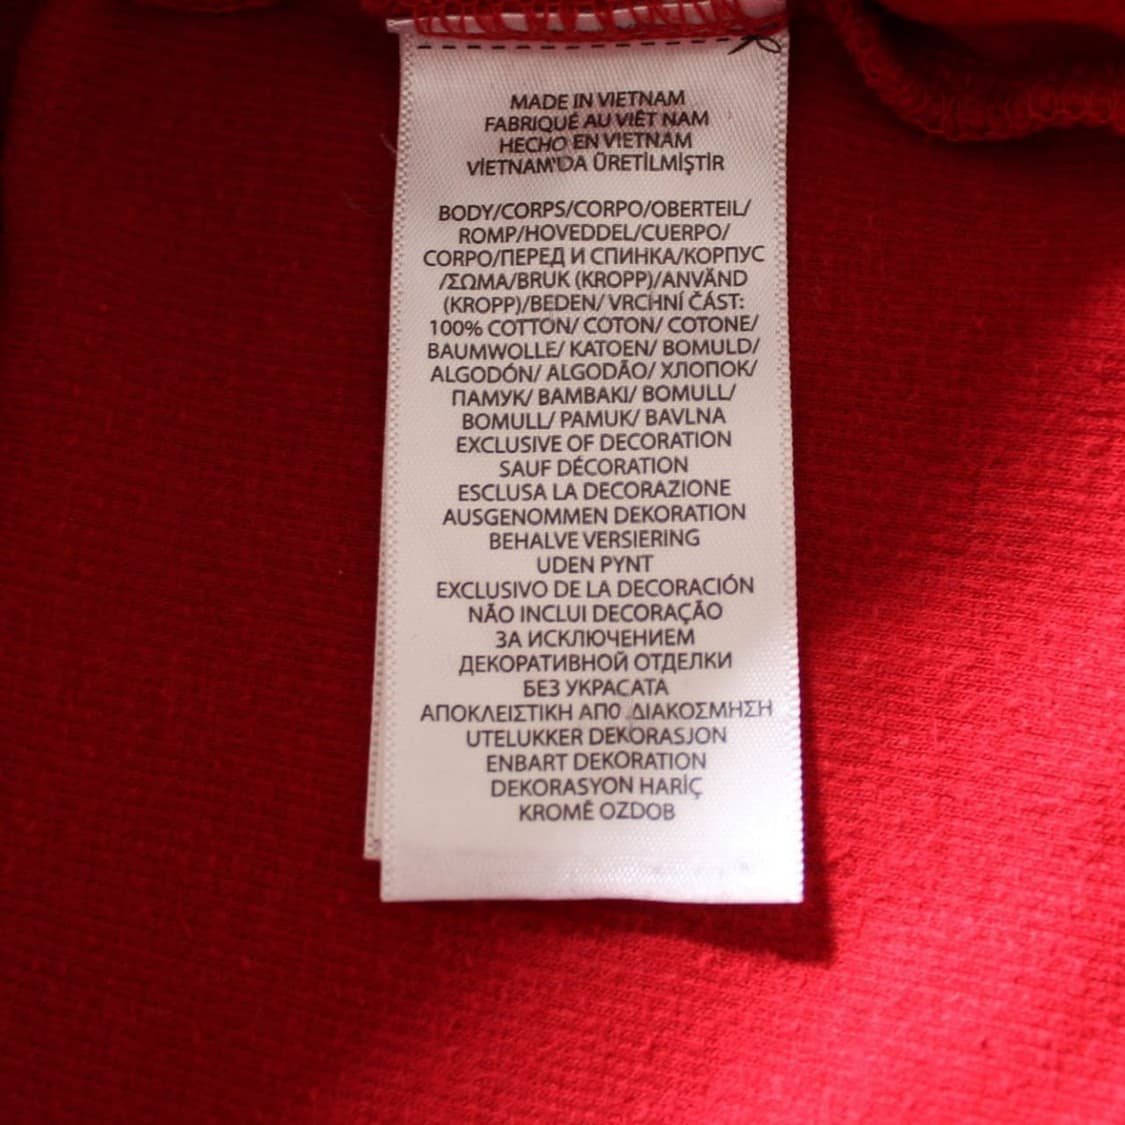 MADE IN VIETNAM
FABRIQUÉ AU VIÊT NAM
HECHO EN VIETNAM
VİETNAM'DA ÜRETİLMİŞTİR
BODY/CORPS/CORPO/OBERTEIL/
ROMP/HOVEDDEL/CUERPO/
CORPO/ПЕРЕД И СПИНКА/КОРПУС
/ΣΩΜΑ/BRUK (KROPP)/ANVÄND
(KROPP)/BEDEN/ VRCHNÍ ČÁST:
100% COTTON/ COTON/ COTONE/
BAUMWOLLE/ KATOEN/ BOMULD/
ALGODÓN/ ALGODÃO/ ХЛОПОК/
ПАМУК/ ΒΑΜΒΑΚΙ/ BOMULL/
BOMULL/ PAMUK/ BAVLNA
EXCLUSIVE OF DECORATION
SAUF DÉCORATION
ESCLUSA LA DECORAZIONE
AUSGENOMMEN DEKORATION
BEHALVE VERSIERING
UDEN PYNT
EXCLUSIVO DE LA DECORACIÓN
NÃO INCLUI DECORAÇÃO
ЗА ИСКЛЮЧЕНИЕМ
ДЕКОРАТИВНОЙ ОТДЕЛКИ
БЕЗ УКРАСАТА
ΑΠΟΚΛΕΙΣΤΙΚΗ ΑΠ0 ΔΙΑΚΟΣΜΗΣΗ
UTELUKKER DEKORASJON
ENBART DEKORATION
DEKORASYON HARİÇ
KROMĚ OZDOB